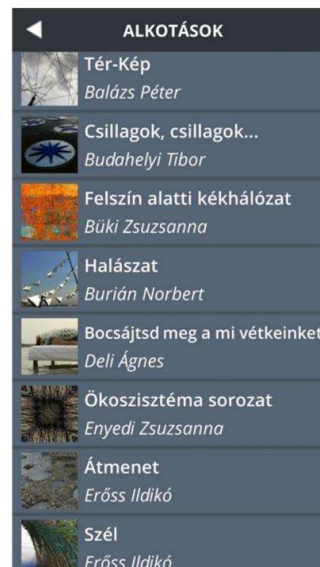 ALKOTÁSOK
Tér-Kép
Balázs Péter
Csillagok, csillagok...
Budahelyi Tibor
Felszín alatti kékhálózat
Büki Zsuzsanna
Halászat
Burián Norbert
Bocsájtsd meg a mi vétkeinket
Deli Ágnes
Ökoszisztéma sorozat
Enyedi Zsuzsanna
Átmenet
Erőss Ildikó
Szél
Erőss Ildikó